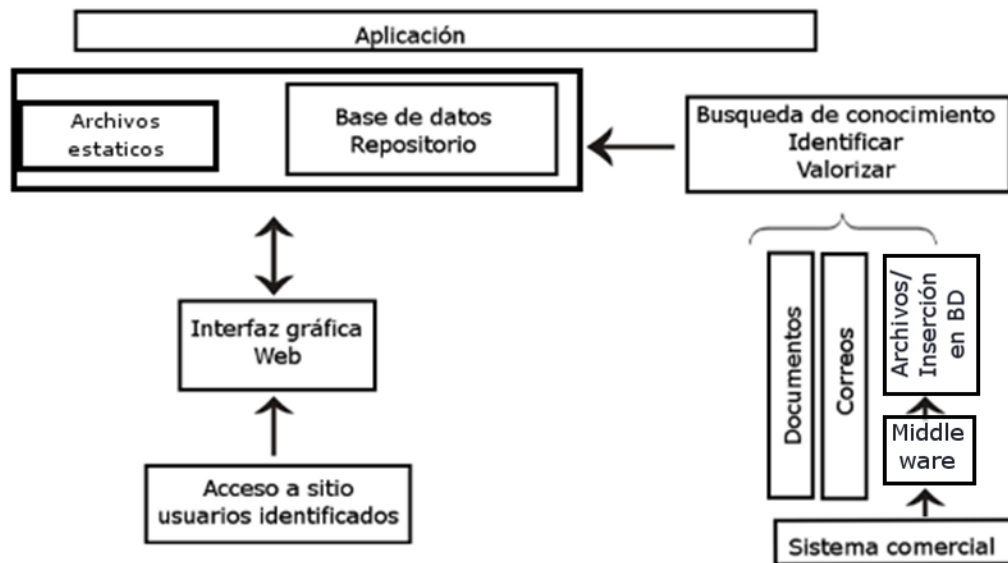 Aplicación
Archivos
estaticos
Base de datos
Repositorio
Busqueda de conocimiento
Identificar
Valorizar
Interfaz gráfica
Web
Acceso a sitio
usuarios identificados
Documentos
Correos
Archivos/
Inserción
en BD
Middle
ware
Sistema comercial